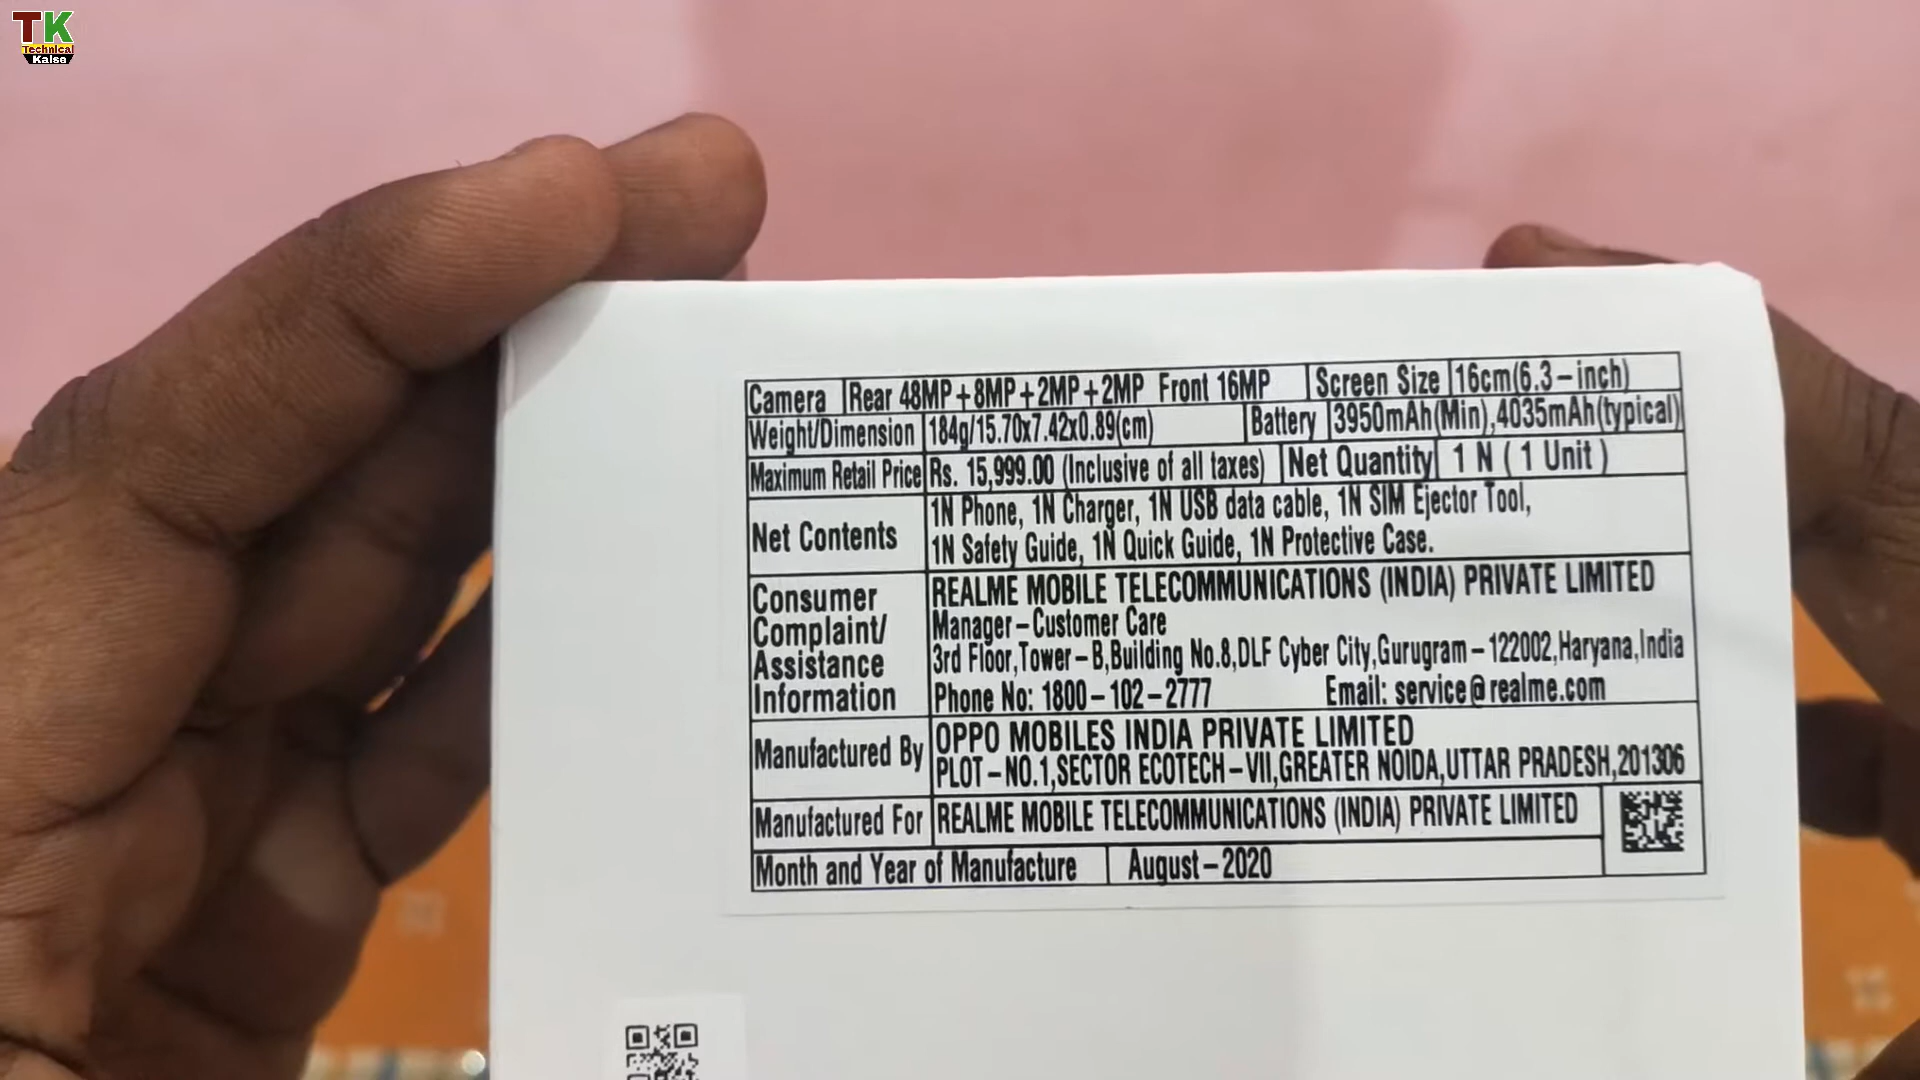 TK
Technical
Kaise
Camera Rear 48MP+8MP+2MP+2MP Front 16MP Screen Size 16cm(6.3-inch)
Weight/Dimension 184g/15.70x7.42x0.89(cm) Battery 3950mAh(Min),4035mAh(typical)
Maximum Retail Price Rs. 15,999.00 (Inclusive of all taxes) Net Quantity 1 N ( 1 Unit )
Net Contents
1N Phone, 1N Charger, 1N USB data cable, 1N SIM Ejector Tool,
1N Safety Guide, 1N Quick Guide, 1N Protective Case.
Consumer
Complaint/
Assistance
Information
REALME MOBILE TELECOMMUNICATIONS (INDIA) PRIVATE LIMITED
Manager-Customer Care
3rd Floor,Tower-B,Building No.8,DLF Cyber City,Gurugram-122002,Haryana,India
Phone No: 1800-102-2777 Email: service@realme.com
Manufactured By
OPPO MOBILES INDIA PRIVATE LIMITED
PLOT-NO.1,SECTOR ECOTECH-VII,GREATER NOIDA,UTTAR PRADESH,201306
Manufactured For REALME MOBILE TELECOMMUNICATIONS (INDIA) PRIVATE LIMITED
Month and Year of Manufacture August-2020